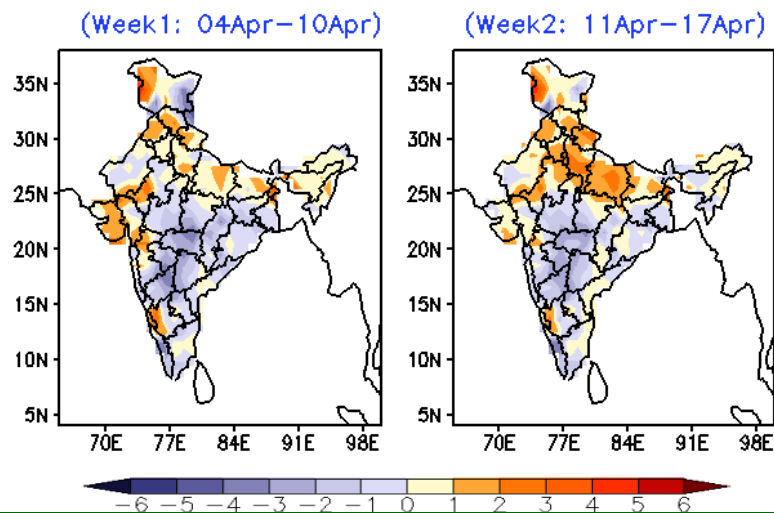 (Week1: 04Apr−10Apr) (Week2: 11Apr−17Apr)
35N 35N
30N 30N
25N 25N
20N 20N
15N 15N
10N 10N
5N 5N
70E 77E 84E 91E 98E 70E 77E 84E 91E 98E
−6 −5 −4 −3 −2 −1 0 1 2 3 4 5 6